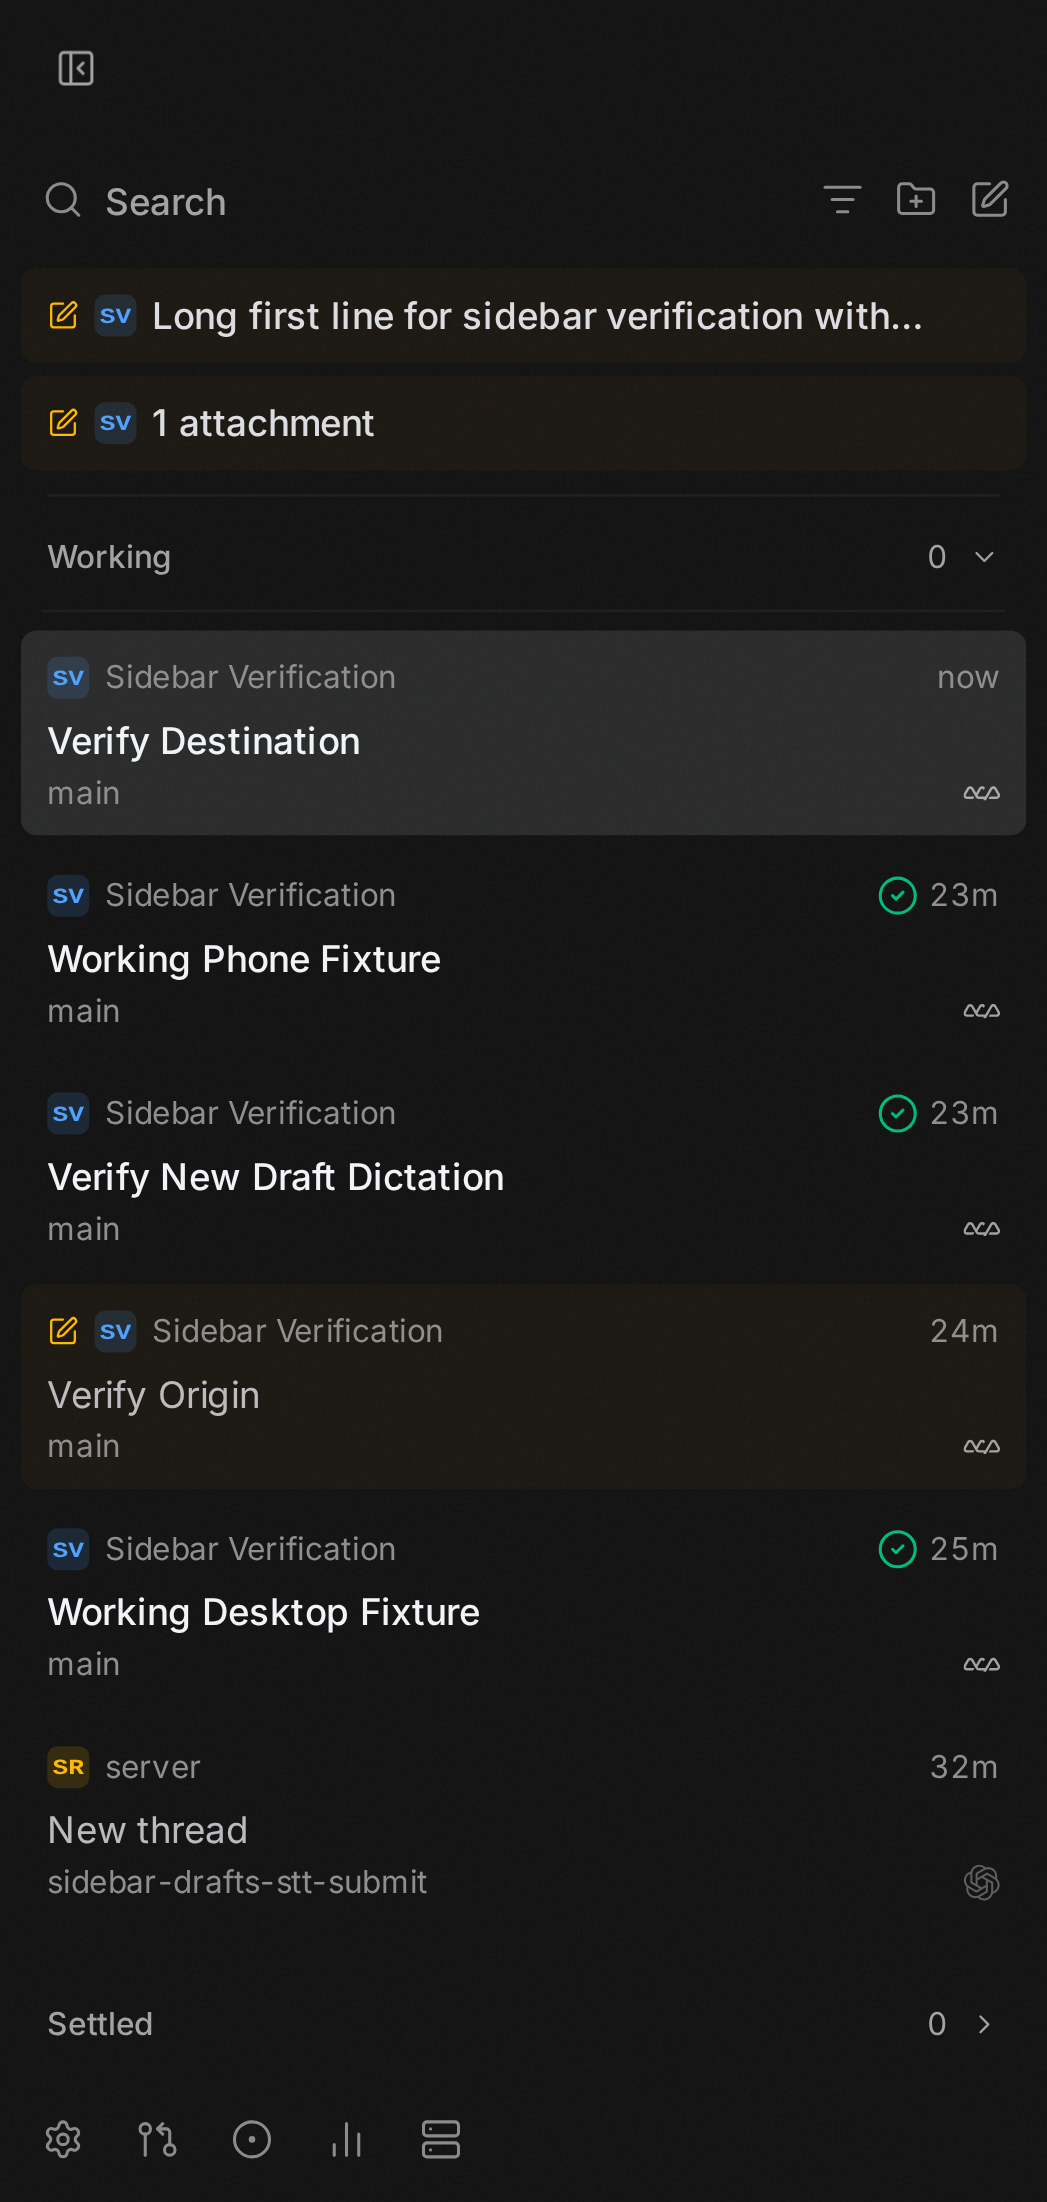 Search
SV Long first line for sidebar verification with...
SV 1 attachment
Working 0
SV Sidebar Verification now
Verify Destination
main
SV Sidebar Verification 23m
Working Phone Fixture
main
SV Sidebar Verification 23m
Verify New Draft Dictation
main
SV Sidebar Verification 24m
Verify Origin
main
SV Sidebar Verification 25m
Working Desktop Fixture
main
SR server 32m
New thread
sidebar-drafts-stt-submit
Settled 0